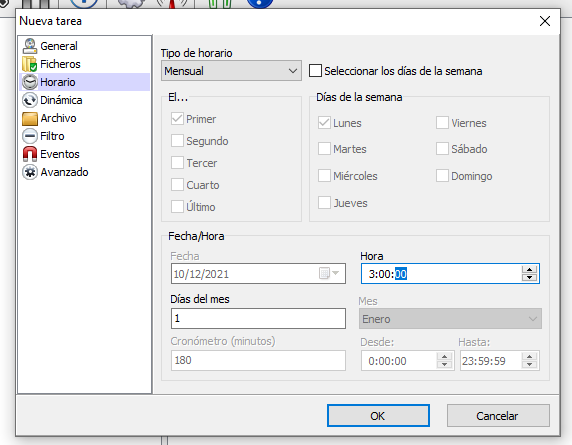 Nueva tarea
General
Ficheros
Horario
Dinámica
Archivo
Filtro
Eventos
Avanzado
Tipo de horario
Mensual
Seleccionar los días de la semana
El...
Primer
Segundo
Tercer
Cuarto
Último
Días de la semana
Lunes
Viernes
Martes
Sábado
Miércoles
Domingo
Jueves
Fecha/Hora
Fecha
Hora
10/12/2021
3:00:00
Días del mes
Mes
1
Enero
Cronómetro (minutos)
Desde:
Hasta:
180
0:00:00
23:59:59
OK
Cancelar